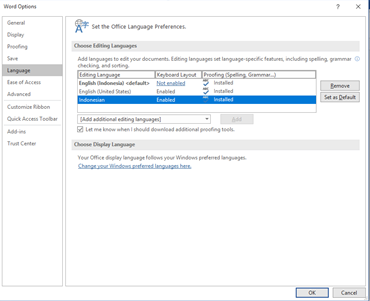 Word Options
General
Display
Proofing
Save
Language
Ease of Access
Advanced
Customize Ribbon
Quick Access Toolbar
Add-ins
Trust Center
Set the Office Language Preferences.
Choose Editing Languages
Add languages to edit your documents. Editing languages set language-specific features, including spelling, grammar
checking, and sorting.
Editing Language Keyboard Layout Proofing (Spelling, Grammar...)
English (Indonesia) <default> Not enabled Installed
English (United States) Enabled Installed
Indonesian Enabled Installed
Remove
Set as Default
[Add additional editing languages] Add
Let me know when I should download additional proofing tools.
Choose Display Language
Your Office display language follows your Windows preferred languages.
Change your Windows preferred languages here.
OK Cancel